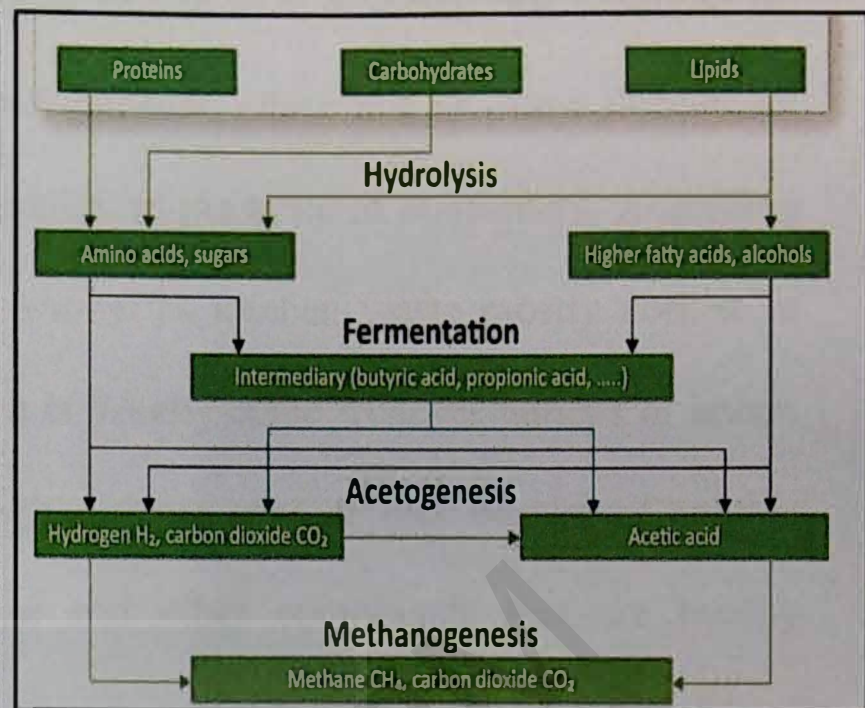 Proteins
Carbohydrates
Lipids
Hydrolysis
Amino acids, sugars
Higher fatty acids, alcohols
Fermentation
Intermediary (butyric acid, propionic acid, .....)
Acetogenesis
Hydrogen H₂, carbon dioxide CO₂
Acetic acid
Methanogenesis
Methane CH₄, carbon dioxide CO₂